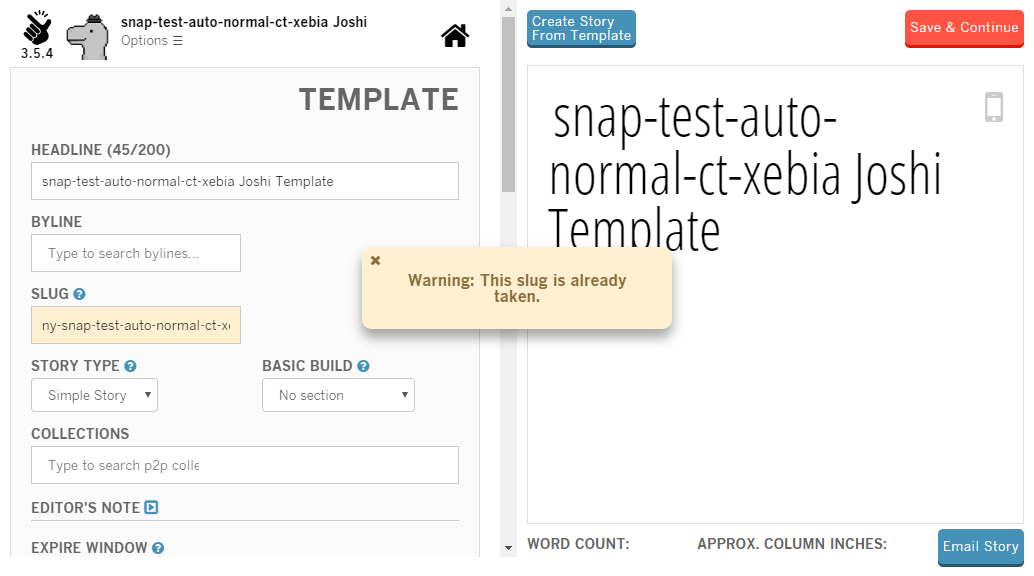 snap-test-auto-normal-ct-xebia Joshi
Options ☰
3.5.4
TEMPLATE
HEADLINE (45/200)
snap-test-auto-normal-ct-xebia Joshi Template
BYLINE
Type to search bylines...
SLUG
ny-snap-test-auto-normal-ct-x
STORY TYPE
BASIC BUILD
Simple Story
No section
COLLECTIONS
Type to search p2p colle
EDITOR'S NOTE
EXPIRE WINDOW
Create Story
From Template
Save & Continue
snap-test-auto-
normal-ct-xebia Joshi
Template
Warning: This slug is already
taken.
WORD COUNT:
APPROX. COLUMN INCHES:
Email Story